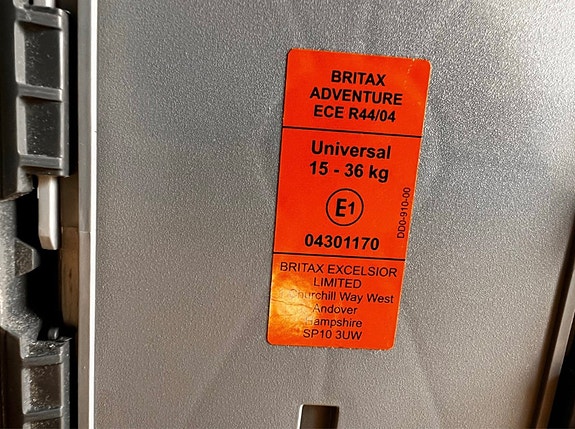 BRITAX
ADVENTURE
ECE R44/04
Universal
15 - 36 kg
E1
04301170
DD0-910-00
BRITAX EXCELSIOR
LIMITED
Churchill Way West
Andover
Hampshire
SP10 3UW